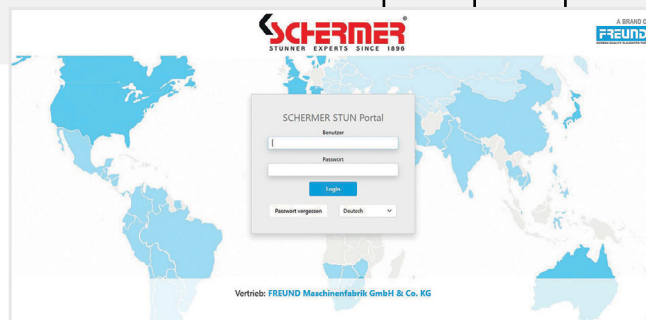 SCHERMER®
STUNNER EXPERTS SINCE 1896
A BRAND O
FREUND
SCHERMER STUN Portal
Benutzer
Passwort
Login
Passwort vergessen
Deutsch
Vertrieb: FREUND Maschinenfabrik GmbH & Co. KG